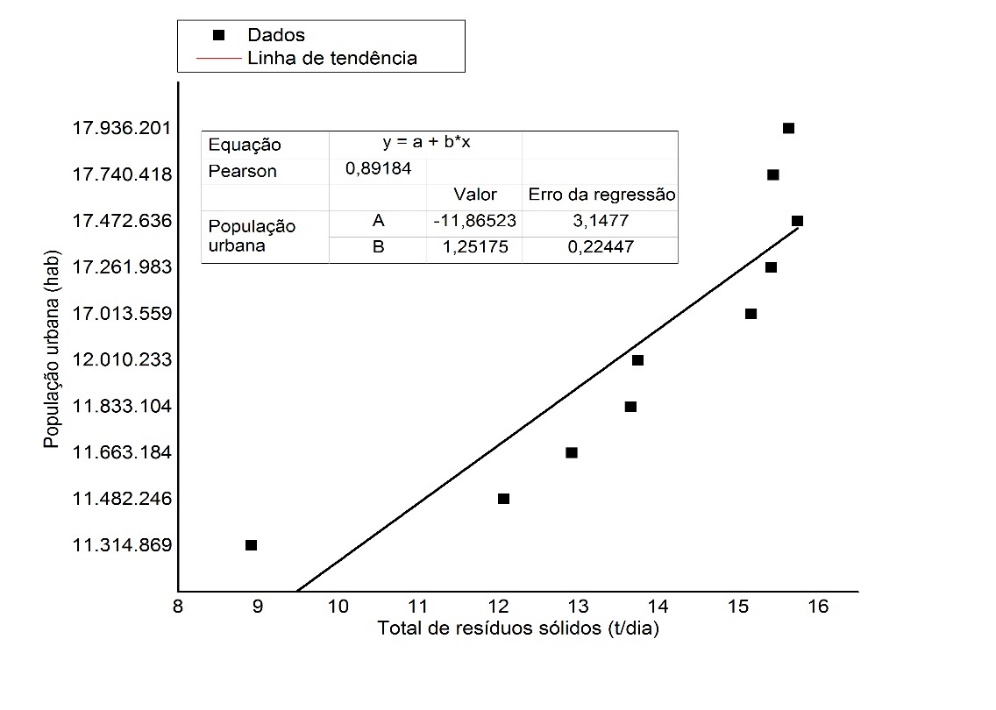 Dados
Linha de tendência
17.936.201
17.740.418
17.472.636
17.261.983
17.013.559
12.010.233
11.833.104
11.663.184
11.482.246
11.314.869
População urbana (hab)
Equação y = a + b*x
Pearson 0,89184
Valor Erro da regressão
População urbana
A -11,86523 3,1477
B 1,25175 0,22447
8 9 10 11 12 13 14 15 16
Total de resíduos sólidos (t/dia)